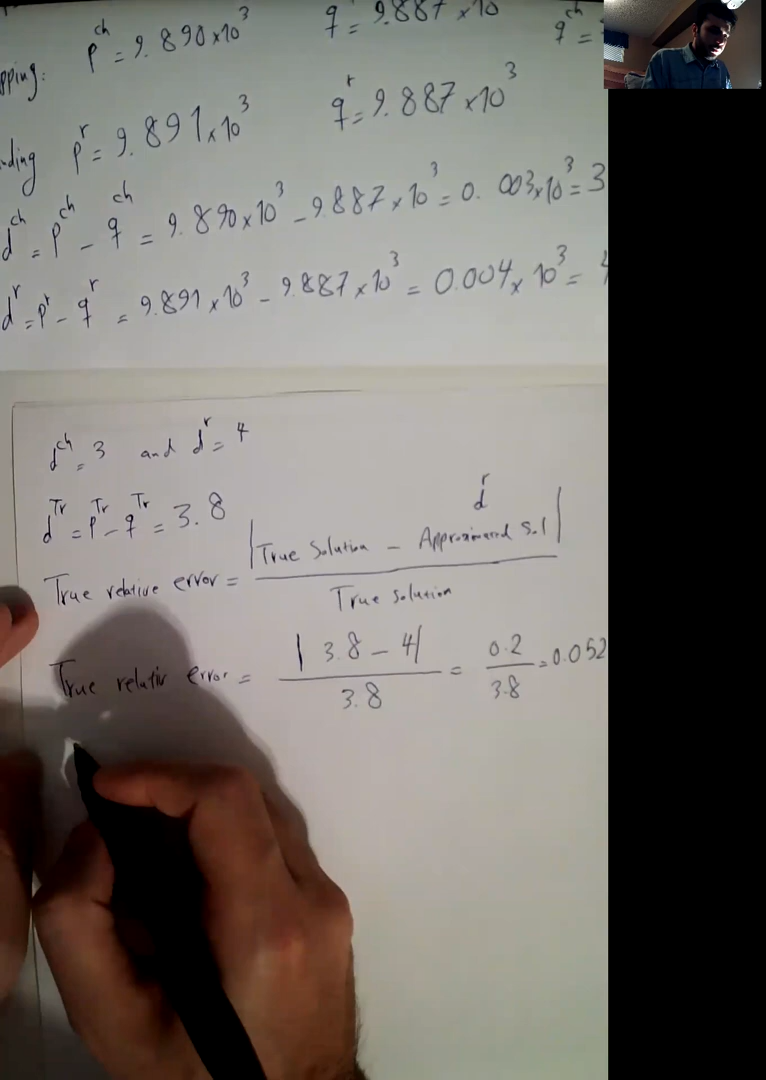 pping: p^ch = 9.890×10^3 q = 9.887×10 q^ch =
nding p^r = 9.891×10^3 q^r = 9.887×10^3
d^ch = p^ch - q^ch = 9.890×10^3 - 9.887×10^3 = 0.003×10^3 = 3
d^r = p^r - q^r = 9.891×10^3 - 9.887×10^3 = 0.004×10^3 = 4
d^ch = 3 and d^r = 4
d^Tr = p^Tr - q^Tr = 3.8
d^r
True relative error = |True Solution - Approximated Sol|
True solution
True relativ error = |3.8 - 4| / 3.8 = 0.2 / 3.8 = 0.052